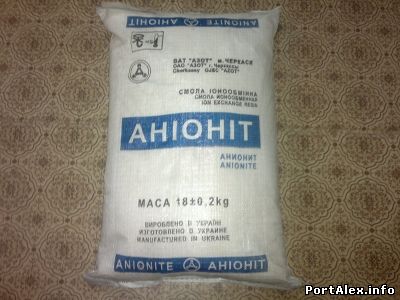 ВАТ "АЗОТ" м. ЧЕРКАСИ
ОАО "АЗОТ" г. Черкассы
Cherkassy OJSC "AZOT"
СМОЛА ІОНООБМІННА
СМОЛА ИОНООБМЕННАЯ
ION EXCHANGE RESIN
АНІОНІТ
АНИОНИТ
ANIONITE
МАСА 18±0,2kg
ВИРОБЛЕНО В УКРАЇНІ
ИЗГОТОВЛЕНО В УКРАИНЕ
MANUFACTURED IN UKRAINE
ANIONITE АНІОНІТ
PortAlex.info